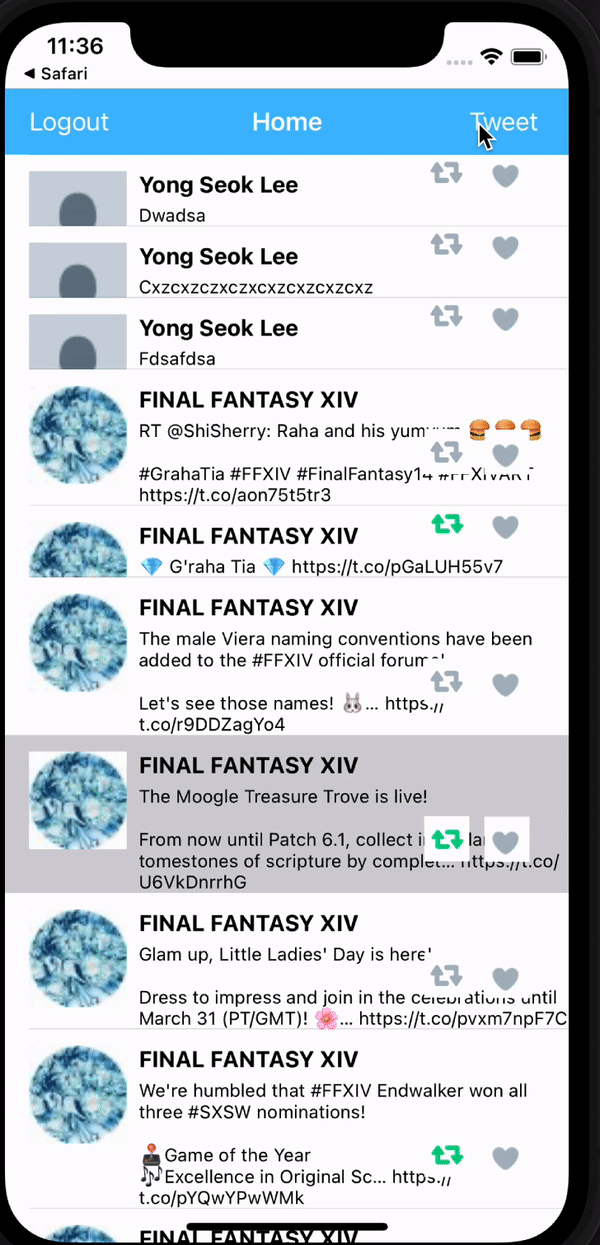 11:36
◀ Safari
Logout Home Tweet
Yong Seok Lee
Dwadsa
Yong Seok Lee
Cxzcxzczxczxcxzcxzcxzcxz
Yong Seok Lee
Fdsafdsa
FINAL FANTASY XIV
RT @ShiSherry: Raha and his 🍔🍔🍔
#GrahaTia #FFXIV #FinalFantasy14 #FFXIVART
https://t.co/aon75t5tr3
FINAL FANTASY XIV
💎 G'raha Tia 💎 https://t.co/pGaLUH55v7
FINAL FANTASY XIV
The male Viera naming conventions have been
added to the #FFXIV official forums!
Let's see those names! 🐰... https://
t.co/r9DDZagYo4
FINAL FANTASY XIV
The Moogle Treasure Trove is live!
From now until Patch 6.1, collect
tomestones of scripture by complet... https://t.co/
U6VkDnrrhG
FINAL FANTASY XIV
Glam up, Little Ladies' Day is here!
Dress to impress and join in the celebrations until
March 31 (PT/GMT)! 🌸... https://t.co/pvxm7npF7C
FINAL FANTASY XIV
We're humbled that #FFXIV Endwalker won all
three #SXSW nominations!
🕹️Game of the Year
🎶Excellence in Original Sc... https://
t.co/pYQwYPwWMk
FINAL FANTASY XIV